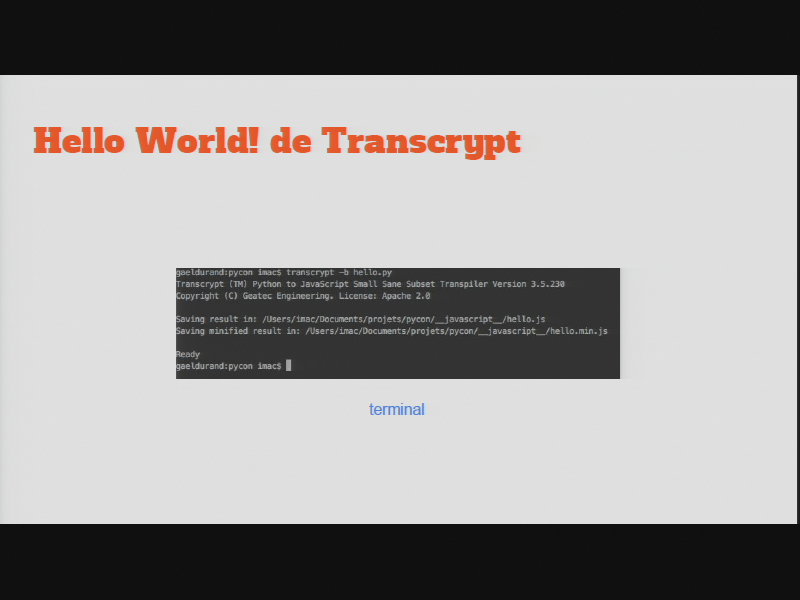 Hello World! de Transcrypt
gaeldurand:pycon imac$ transcrypt -b hello.py
Transcrypt (TM) Python to JavaScript Small Sane Subset Transpiler Version 3.5.230
Copyright (C) Geatec Engineering. License: Apache 2.0
Saving result in: /Users/imac/Documents/projets/pycon/__javascript__/hello.js
Saving minified result in: /Users/imac/Documents/projets/pycon/__javascript__/hello.min.js
Ready
gaeldurand:pycon imac$
terminal